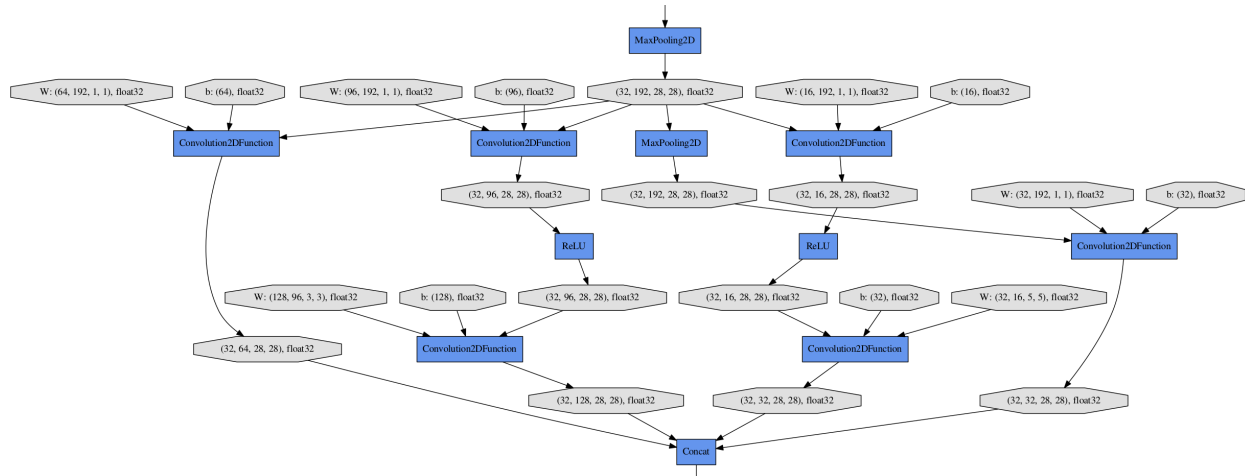 MaxPooling2D
W: (64, 192, 1, 1), float32
b: (64), float32
W: (96, 192, 1, 1), float32
b: (96), float32
(32, 192, 28, 28), float32
W: (16, 192, 1, 1), float32
b: (16), float32
Convolution2DFunction
Convolution2DFunction
MaxPooling2D
Convolution2DFunction
(32, 96, 28, 28), float32
(32, 192, 28, 28), float32
(32, 16, 28, 28), float32
W: (32, 192, 1, 1), float32
b: (32), float32
ReLU
ReLU
Convolution2DFunction
W: (128, 96, 3, 3), float32
b: (128), float32
(32, 96, 28, 28), float32
(32, 16, 28, 28), float32
b: (32), float32
W: (32, 16, 5, 5), float32
(32, 64, 28, 28), float32
Convolution2DFunction
Convolution2DFunction
(32, 128, 28, 28), float32
(32, 32, 28, 28), float32
(32, 32, 28, 28), float32
Concat